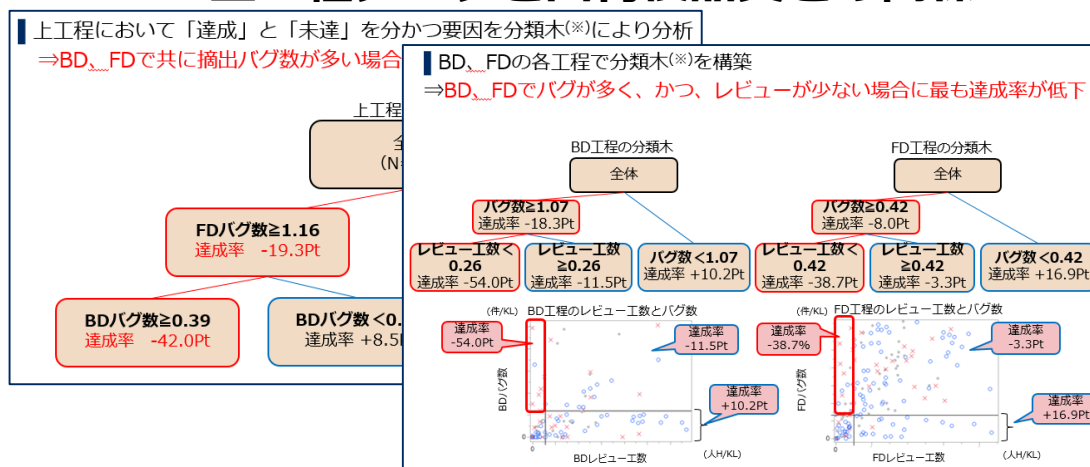 上工程において「達成」と「未達」を分かつ要因を分類木(※)により分析
⇒BD、FDで共に摘出バグ数が多い場合
上工程
FDバグ数≧1.16
達成率 -19.3Pt
BDバグ数≧0.39
達成率 -42.0Pt
BDバグ数<0.
達成率 +8.5
BD、FDの各工程で分類木(※)を構築
⇒BD、FDでバグが多く、かつ、レビューが少ない場合に最も達成率が低下
BD工程の分類木
全体
バグ数≧1.07
達成率 -18.3Pt
レビュー工数<
0.26
達成率 -54.0Pt
レビュー工数
≧0.26
達成率 -11.5Pt
バグ数<1.07
達成率 +10.2Pt
FD工程の分類木
全体
バグ数≧0.42
達成率 -8.0Pt
レビュー工数<
0.42
達成率 -38.7Pt
レビュー工数
≧0.42
達成率 -3.3Pt
バグ数<0.42
達成率 +16.9Pt
(件/KL)
BD工程のレビュー工数とバグ数
達成率
-54.0Pt
達成率
-11.5Pt
達成率
+10.2Pt
BDバグ数
0
0
BDレビュー工数
(人H/KL)
(件/KL)
FD工程のレビュー工数とバグ数
達成率
-38.7%
達成率
-3.3Pt
達成率
+16.9Pt
FDバグ数
0
0
FDレビュー工数
(人H/KL)